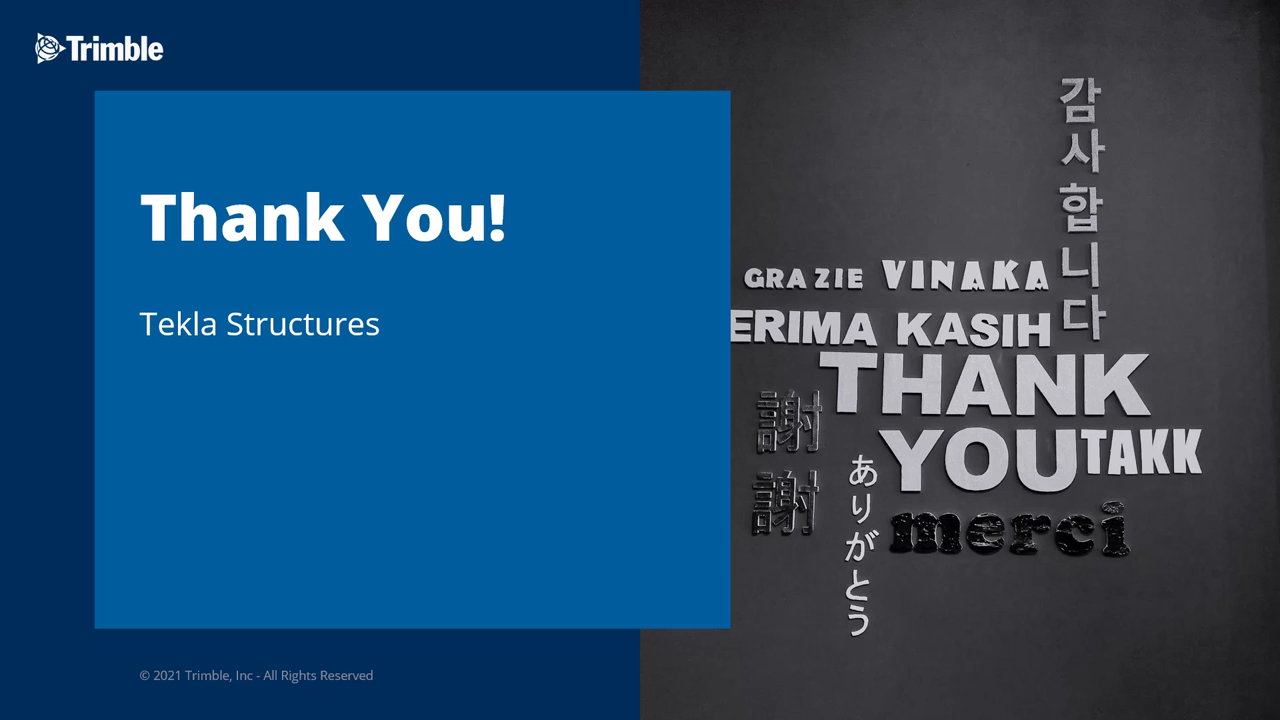 Trimble
Thank You!
Tekla Structures
© 2021 Trimble, Inc - All Rights Reserved
감사합니다
GRAZIE VINAKA
ERIMA KASIH
THANK
YOU TAKK
謝謝
ありがとう
merci